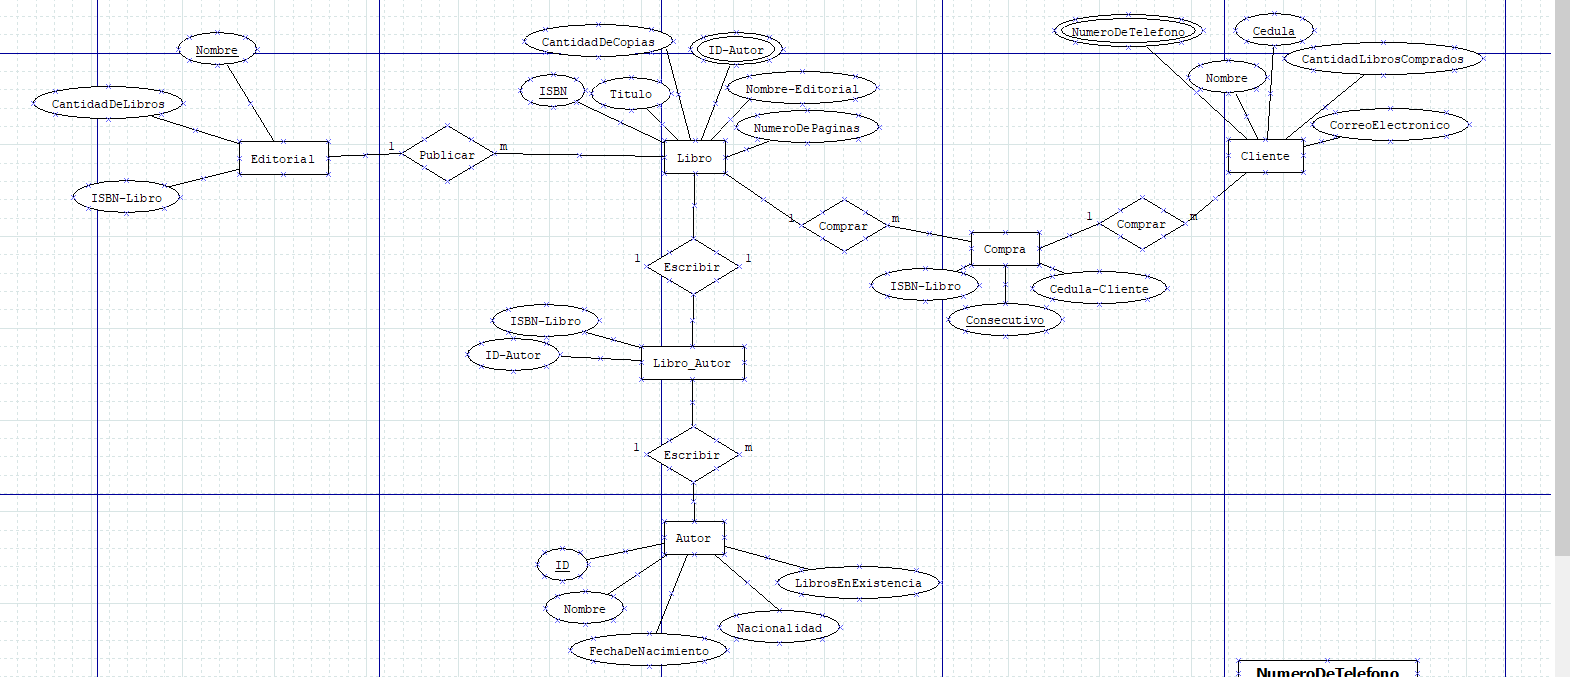 NumeroDeTelefono
Cedula
Nombre
CantidadDeCopias
ID-Autor
Nombre
CantidadLibrosComprados
ISBN
Titulo
Nombre-Editorial
CantidadDeLibros
NumeroDePaginas
CorreoElectronico
Editorial
1
Publicar
m
Libro
Cliente
ISBN-Libro
1
Comprar
m
1
Comprar
m
Compra
1
Escribir
1
ISBN-Libro
Cedula-Cliente
Consecutivo
ISBN-Libro
ID-Autor
Libro_Autor
1
Escribir
m
Autor
ID
LibrosEnExistencia
Nombre
Nacionalidad
FechaDeNacimiento
NumeroDeTelefono